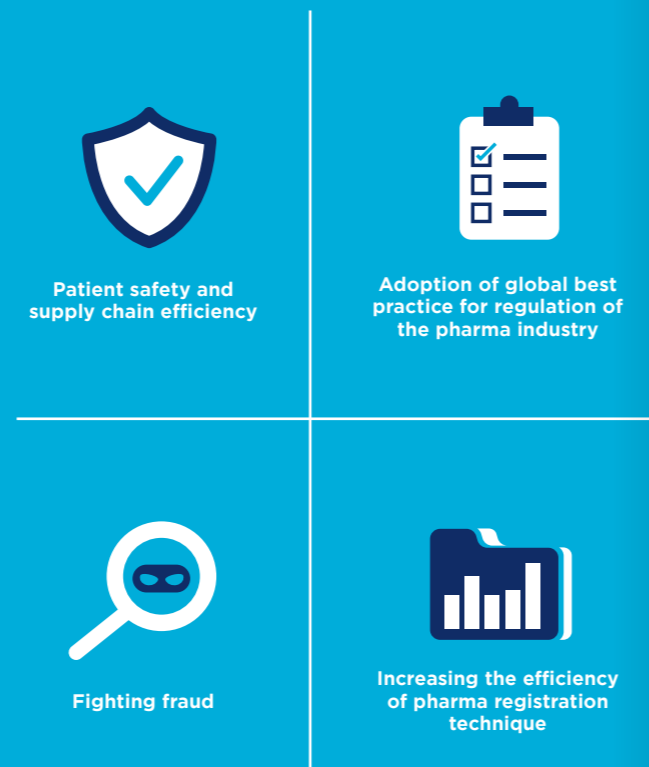 Patient safety and
supply chain efficiency
Adoption of global best
practice for regulation of
the pharma industry
Fighting fraud
Increasing the efficiency
of pharma registration
technique